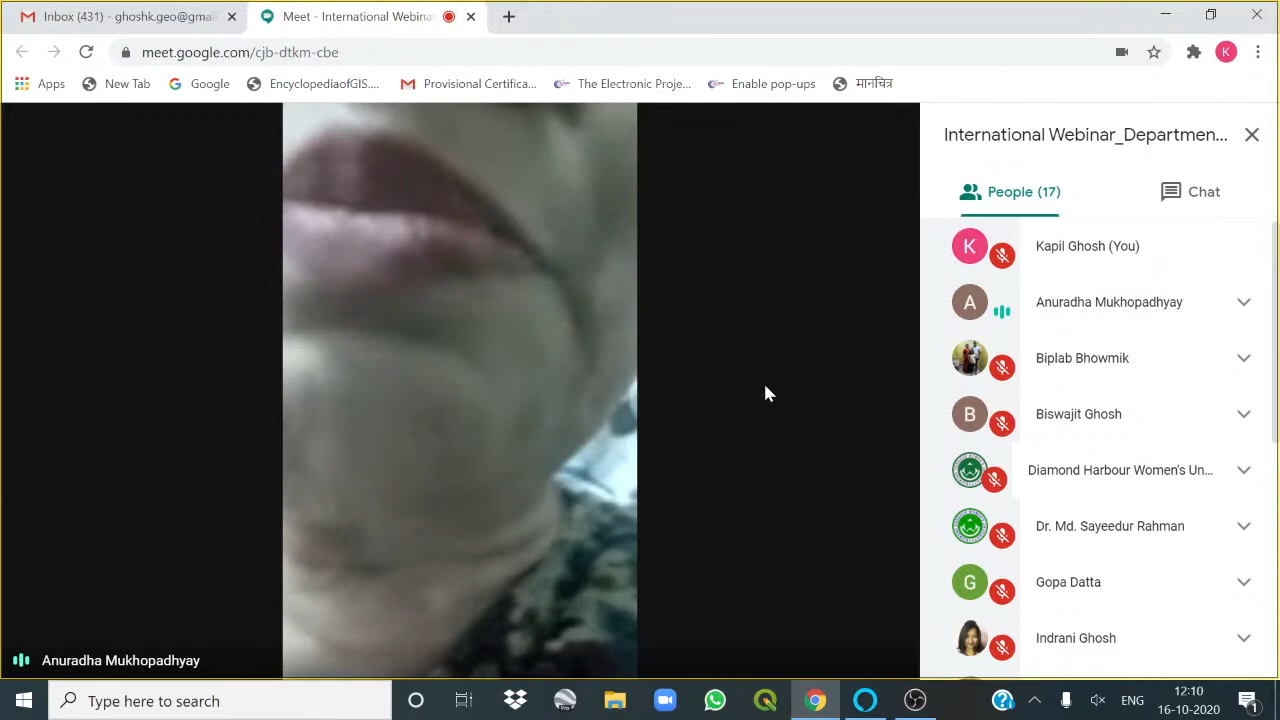 Inbox (431) - ghoshk.geo@gmail
Meet - International Webinar
meet.google.com/cjb-dtkm-cbe
K
Apps
New Tab
Google
EncyclopediaofGIS....
Provisional Certifica...
The Electronic Proje...
Enable pop-ups
मानचित्र
International Webinar_Departmen...
People (17)
Chat
K
Kapil Ghosh (You)
A
Anuradha Mukhopadhyay
Biplab Bhowmik
B
Biswajit Ghosh
Diamond Harbour Women's Un...
Dr. Md. Sayeedur Rahman
G
Gopa Datta
Indrani Ghosh
Anuradha Mukhopadhyay
Type here to search
Pro
ENG
12:10
16-10-2020
1